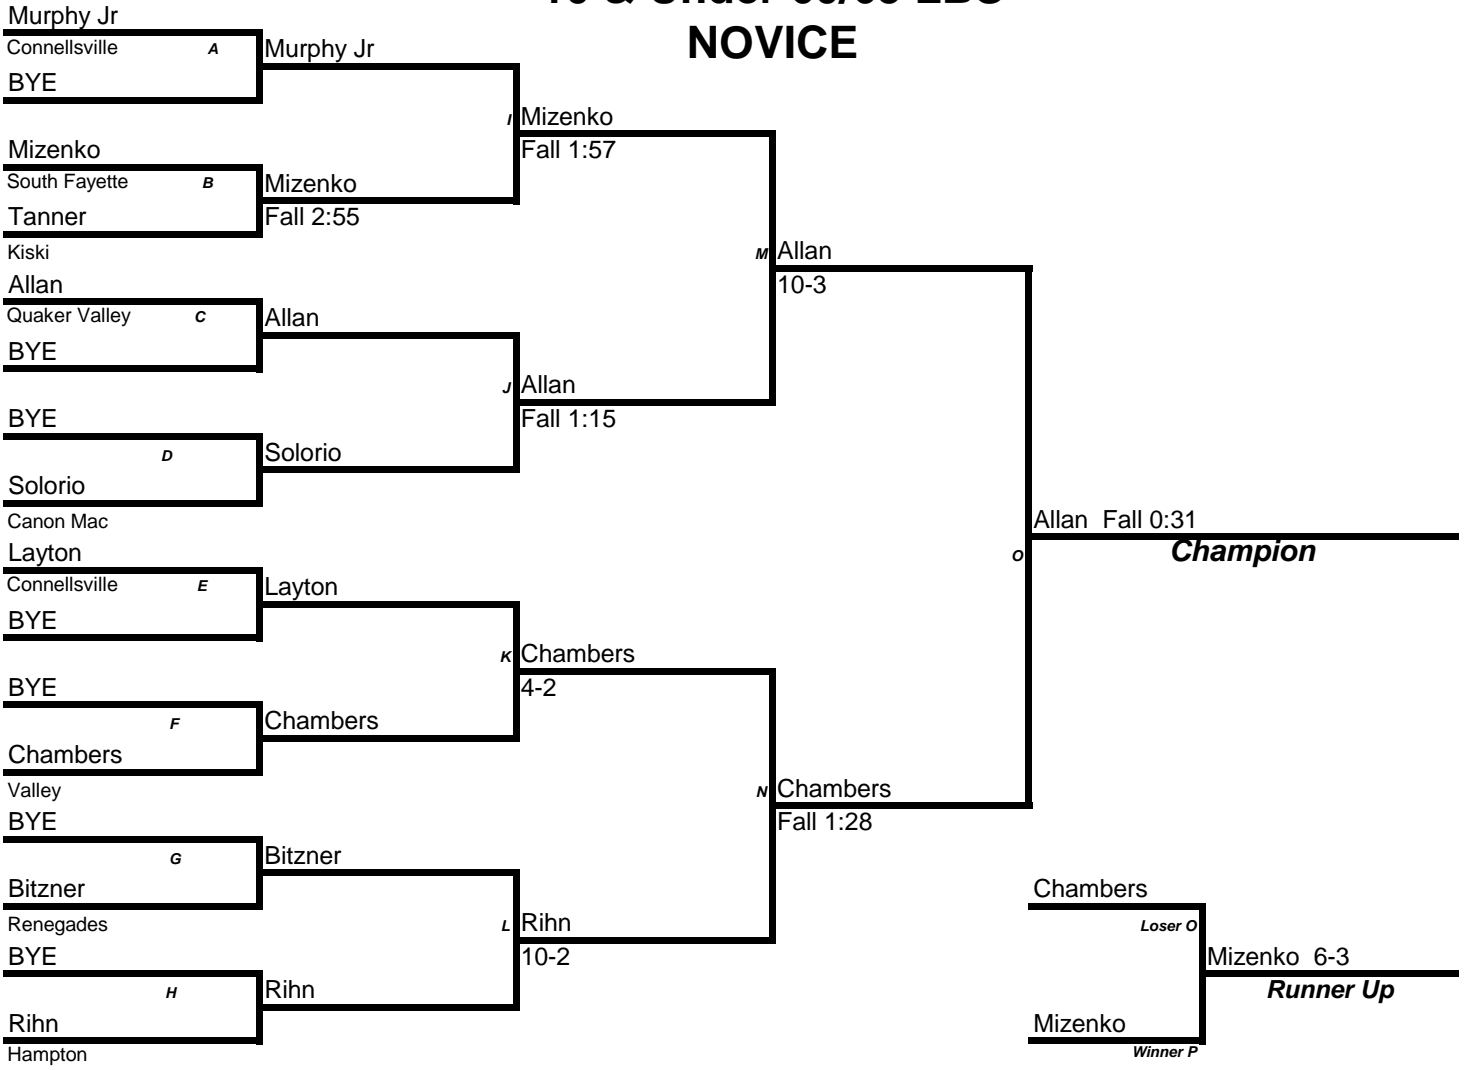 NOVICE
Murphy Jr
Connellsville A
BYE
Murphy Jr
Mizenko
South Fayette B
Tanner
Kiski
Mizenko
Fall 2:55
I Mizenko
Fall 1:57
Allan
Quaker Valley C
BYE
Allan
BYE
D
Solorio
Canon Mac
Solorio
J Allan
Fall 1:15
M Allan
10-3
Layton
Connellsville E
BYE
Layton
BYE
F
Chambers
Valley
Chambers
K Chambers
4-2
BYE
G
Bitzner
Renegades
Bitzner
BYE
H
Rihn
Hampton
Rihn
L Rihn
10-2
N Chambers
Fall 1:28
O
Allan Fall 0:31
Champion
Chambers
Loser O
Mizenko
Winner P
Mizenko 6-3
Runner Up